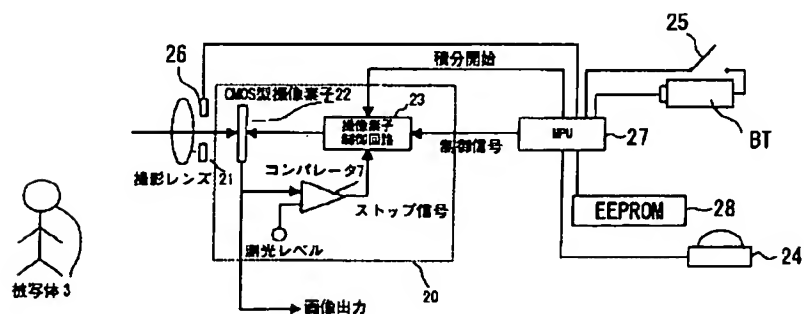 26
積分開始
25
CMOS型撮像素子22
23
撮像素子
制御回路
MPU
27
BT
制御信号
撮影レンズ
21
コンパレータ7
ストップ信号
EEPROM
28
測光レベル
24
20
被写体3
画像出力